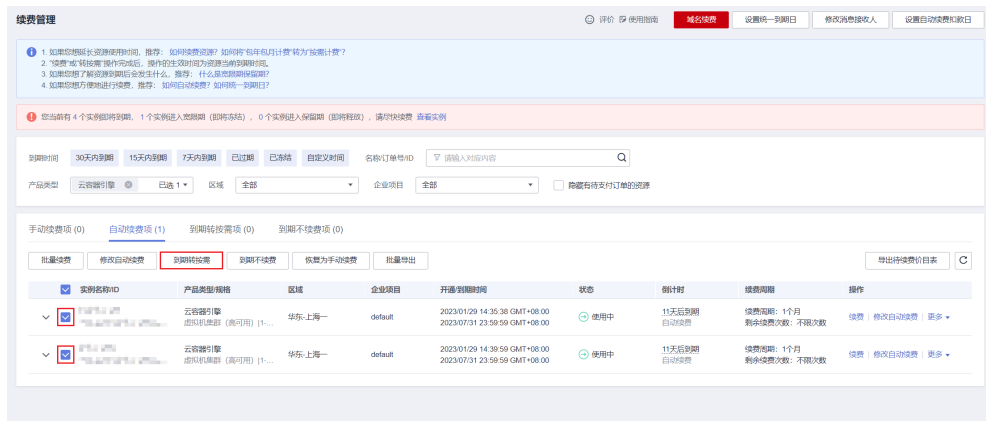 续费管理
评价 使用指南 域名续费 设置统一到期日 修改消息接收人 设置自动续费扣款日
1. 如果您想延长资源使用时间，推荐：如何续费资源？如何将"包年包月计费"转为"按需计费"？
2. "续费"或"转按需"操作完成后，操作的生效时间为资源当前到期时间。
3. 如果您想了解资源到期后会发生什么，推荐：什么是宽限期保留期？
4. 如果您想方便地进行续费，推荐：如何自动续费？如何统一到期日？
您当前有 4 个实例即将到期，1 个实例进入宽限期（即将冻结），0 个实例进入保留期（即将释放），请尽快续费 查看实例
到期时间 30天内到期 15天内到期 7天内到期 已过期 已冻结 自定义时间 名称/订单号/ID 请输入对应内容
产品类型 云容器引擎 已选 1 区域 全部 企业项目 全部 隐藏有待支付订单的资源
手动续费项 (0) 自动续费项 (1) 到期转按需项 (0) 到期不续费项 (0)
批量续费 修改自动续费 到期转按需 到期不续费 恢复为手动续费 批量导出 导出待续费价目表
实例名称/ID 产品类型/规格 区域 企业项目 开通/到期时间 状态 倒计时 续费周期 操作
云容器引擎 华东-上海一 default 2023/01/29 14:35:38 GMT+08:00 使用中 11天后到期 续费周期：1个月 续费 修改自动续费 更多
虚拟机集群（高可用）|1-... 2023/07/31 23:59:59 GMT+08:00 自动续费 剩余续费次数：不限次数
云容器引擎 华东-上海一 default 2023/01/29 14:39:59 GMT+08:00 使用中 11天后到期 续费周期：1个月 续费 修改自动续费 更多
虚拟机集群（高可用）|1-... 2023/07/31 23:59:59 GMT+08:00 自动续费 剩余续费次数：不限次数